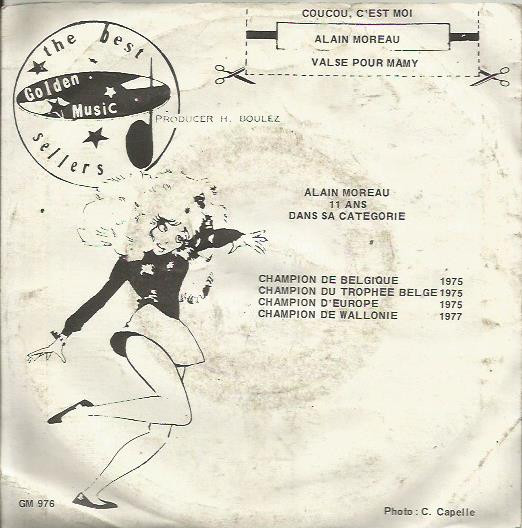 COUCOU, C'EST MOI
ALAIN MOREAU
VALSE POUR MAMY
the best
Golden
Music
sellers
PRODUCER H. BOULEZ
ALAIN MOREAU
11 ANS
DANS SA CATEGORIE
CHAMPION DE BELGIQUE 1975
CHAMPION DU TROPHEE BELGE 1975
CHAMPION D'EUROPE 1975
CHAMPION DE WALLONIE 1977
GM 976
Photo : C. Capelle